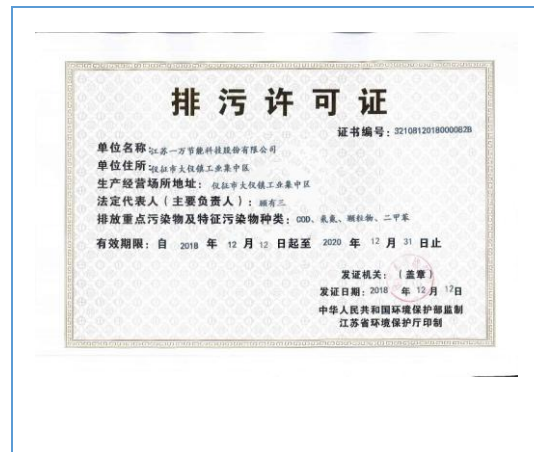 排污许可证
证书编号：321081201800082B
单位名称：江苏一万节能科技股份有限公司
单位住所：仪征市大仪镇工业集中区
生产经营场所地址：仪征市大仪镇工业集中区
法定代表人（主要负责人）：顾有三
排放重点污染物及特征污染物种类：COD、氨氮、颗粒物、二甲苯
有效期限：自 2018 年 12 月 12 日起至 2020 年 12 月 31 日止
发证机关：（盖章）
发证日期：2018 年 12 月 12日
中华人民共和国环境保护部监制
江苏省环境保护厅印制